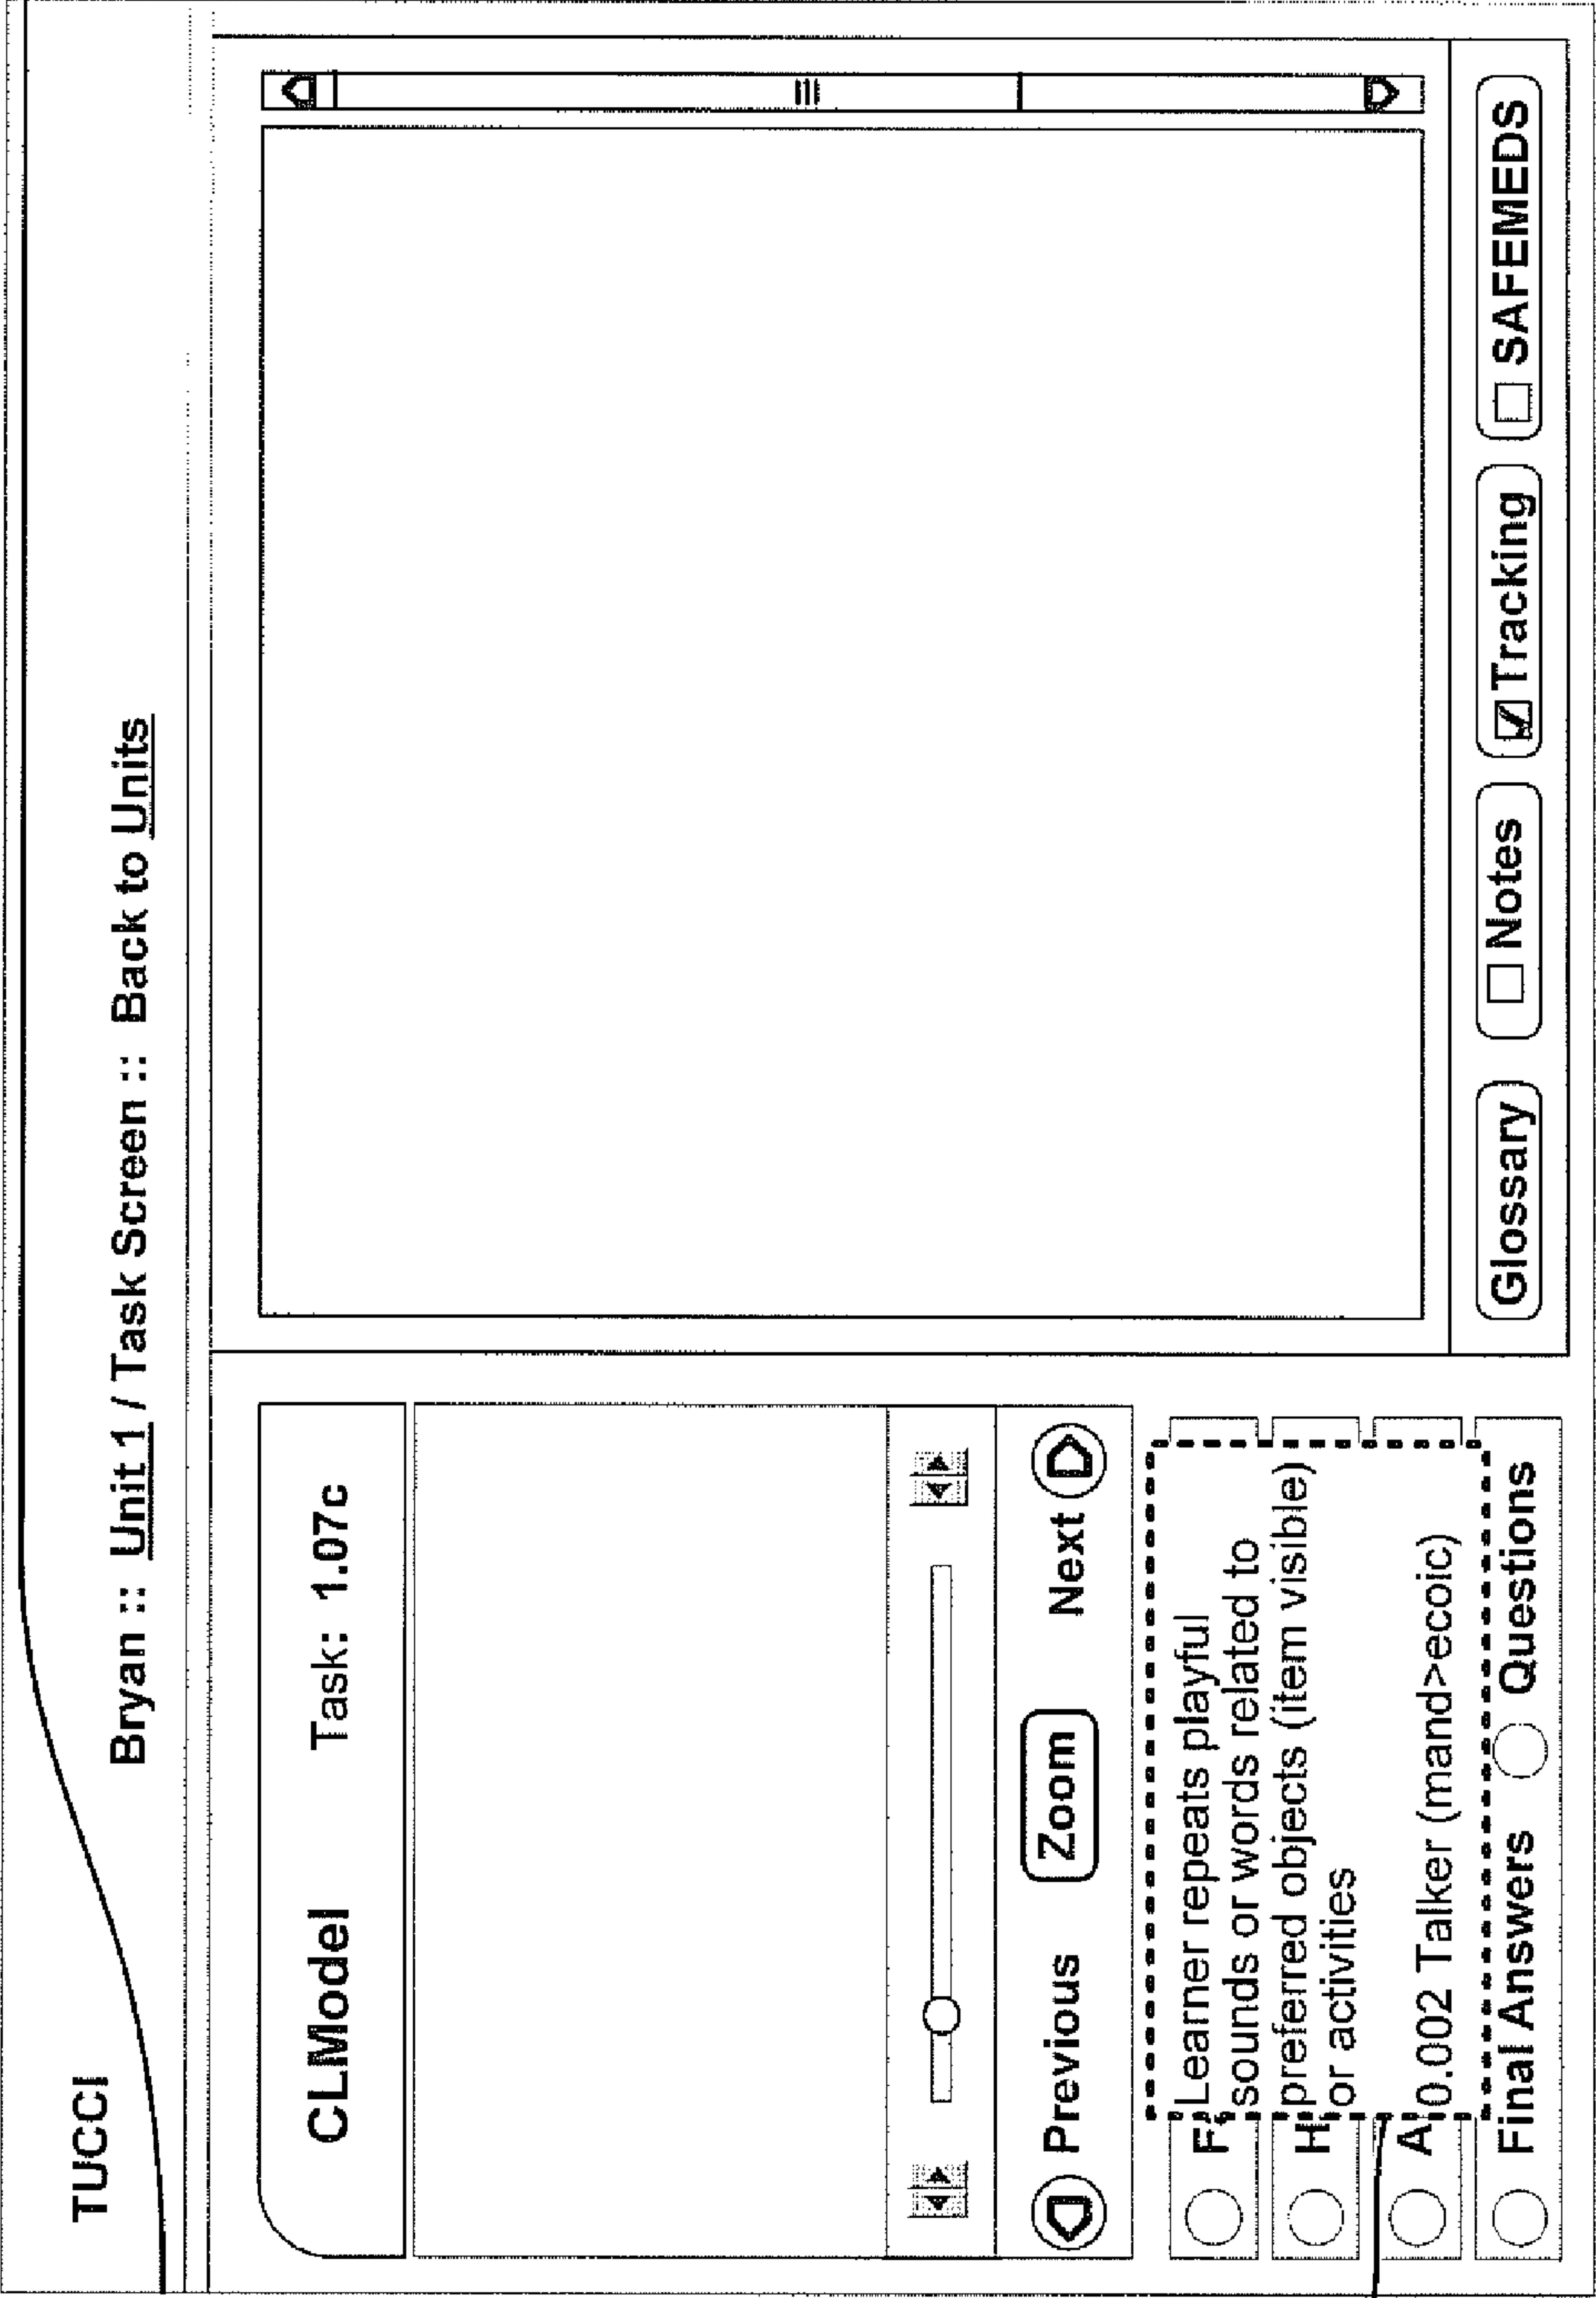 TUCCI
Bryan :: Unit 1 / Task Screen :: Back to Units
CLModel Task: 1.07c
Previous Zoom Next
F
H
A
Learner repeats playful
sounds or words related to
preferred objects (item visible)
or activities
0.002 Talker (mand>ecoic)
Final Answers Questions
Glossary Notes Tracking SAFEMEDS